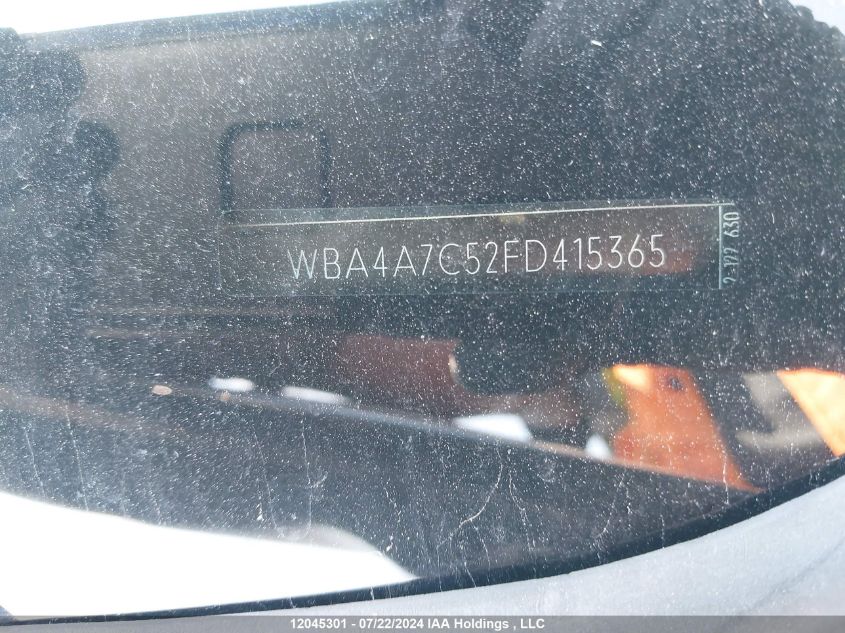 WBA4A7C52FD415365
12045301 - 07/22/2024 IAA Holdings , LLC